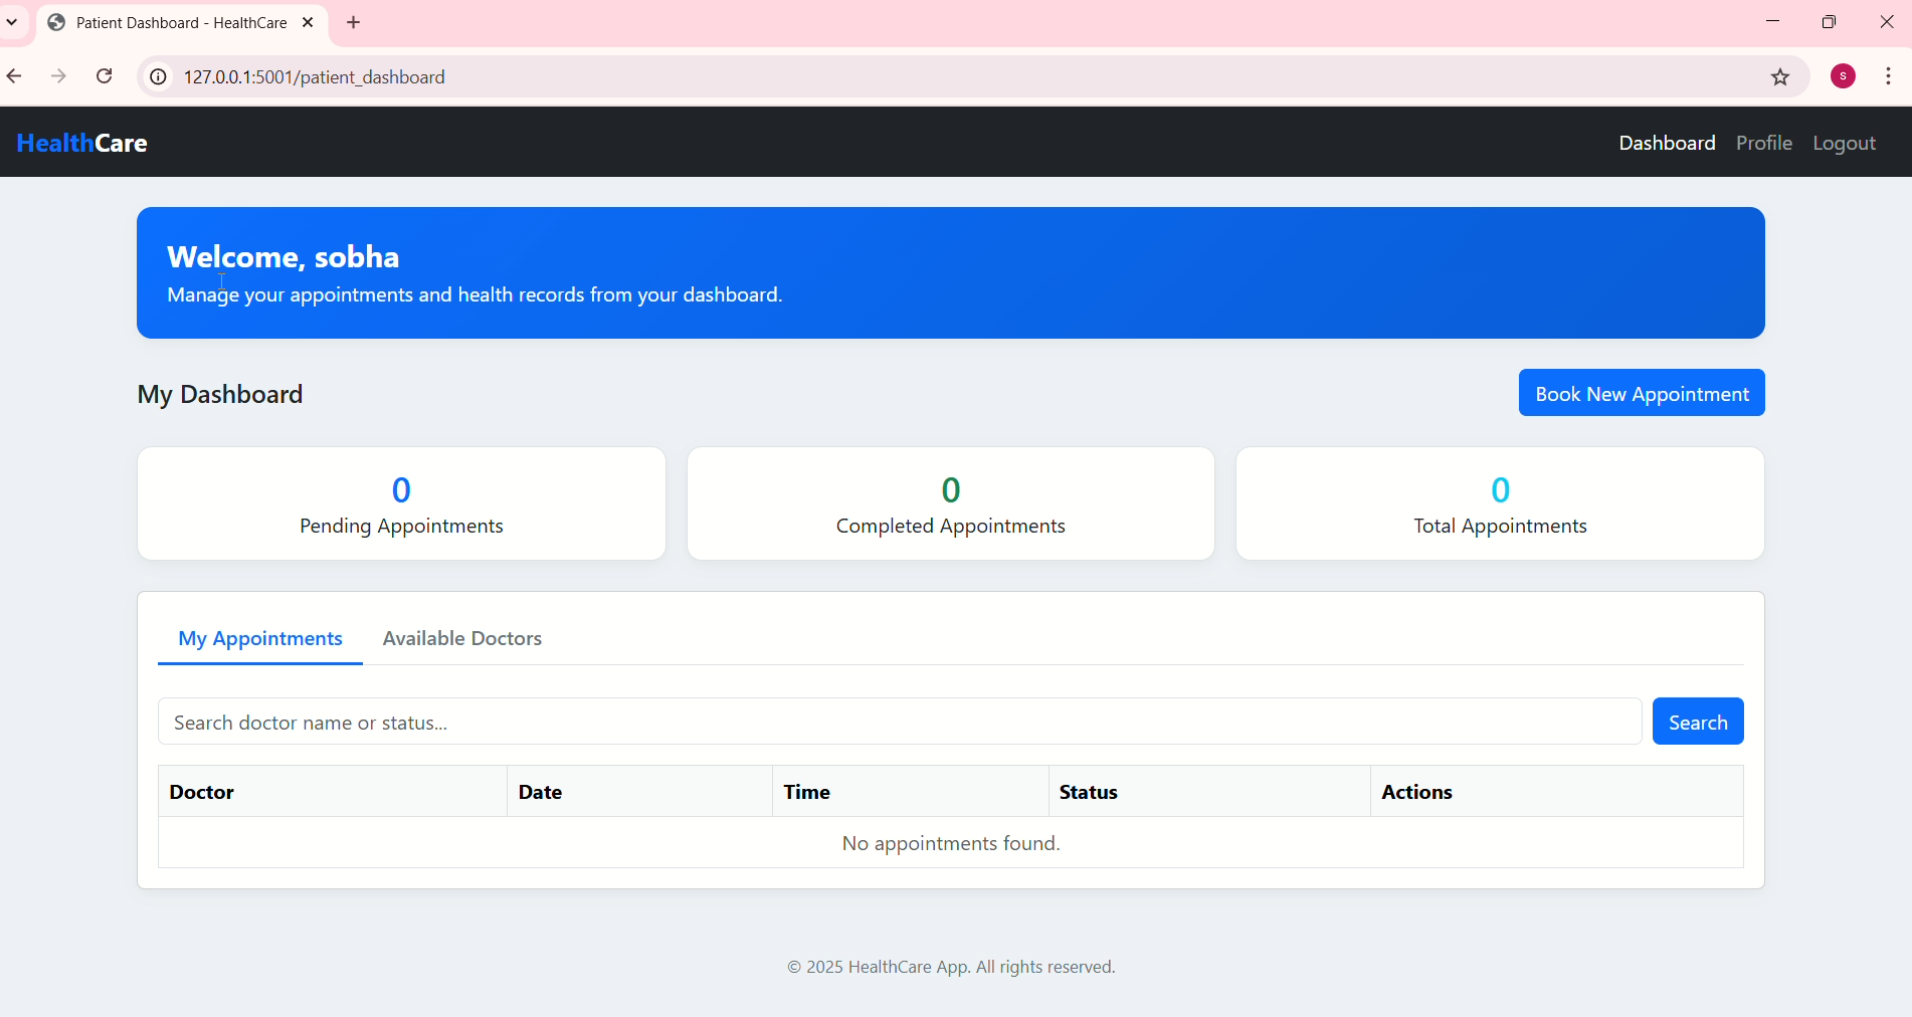 Patient Dashboard - HealthCare
127.0.0.1:5001/patient_dashboard
S
HealthCare
Dashboard Profile Logout
Welcome, sobha
Manage your appointments and health records from your dashboard.
My Dashboard
Book New Appointment
0 0 0
Pending Appointments Completed Appointments Total Appointments
My Appointments Available Doctors
Search doctor name or status...
Search
Doctor Date Time Status Actions
No appointments found.
© 2025 HealthCare App. All rights reserved.